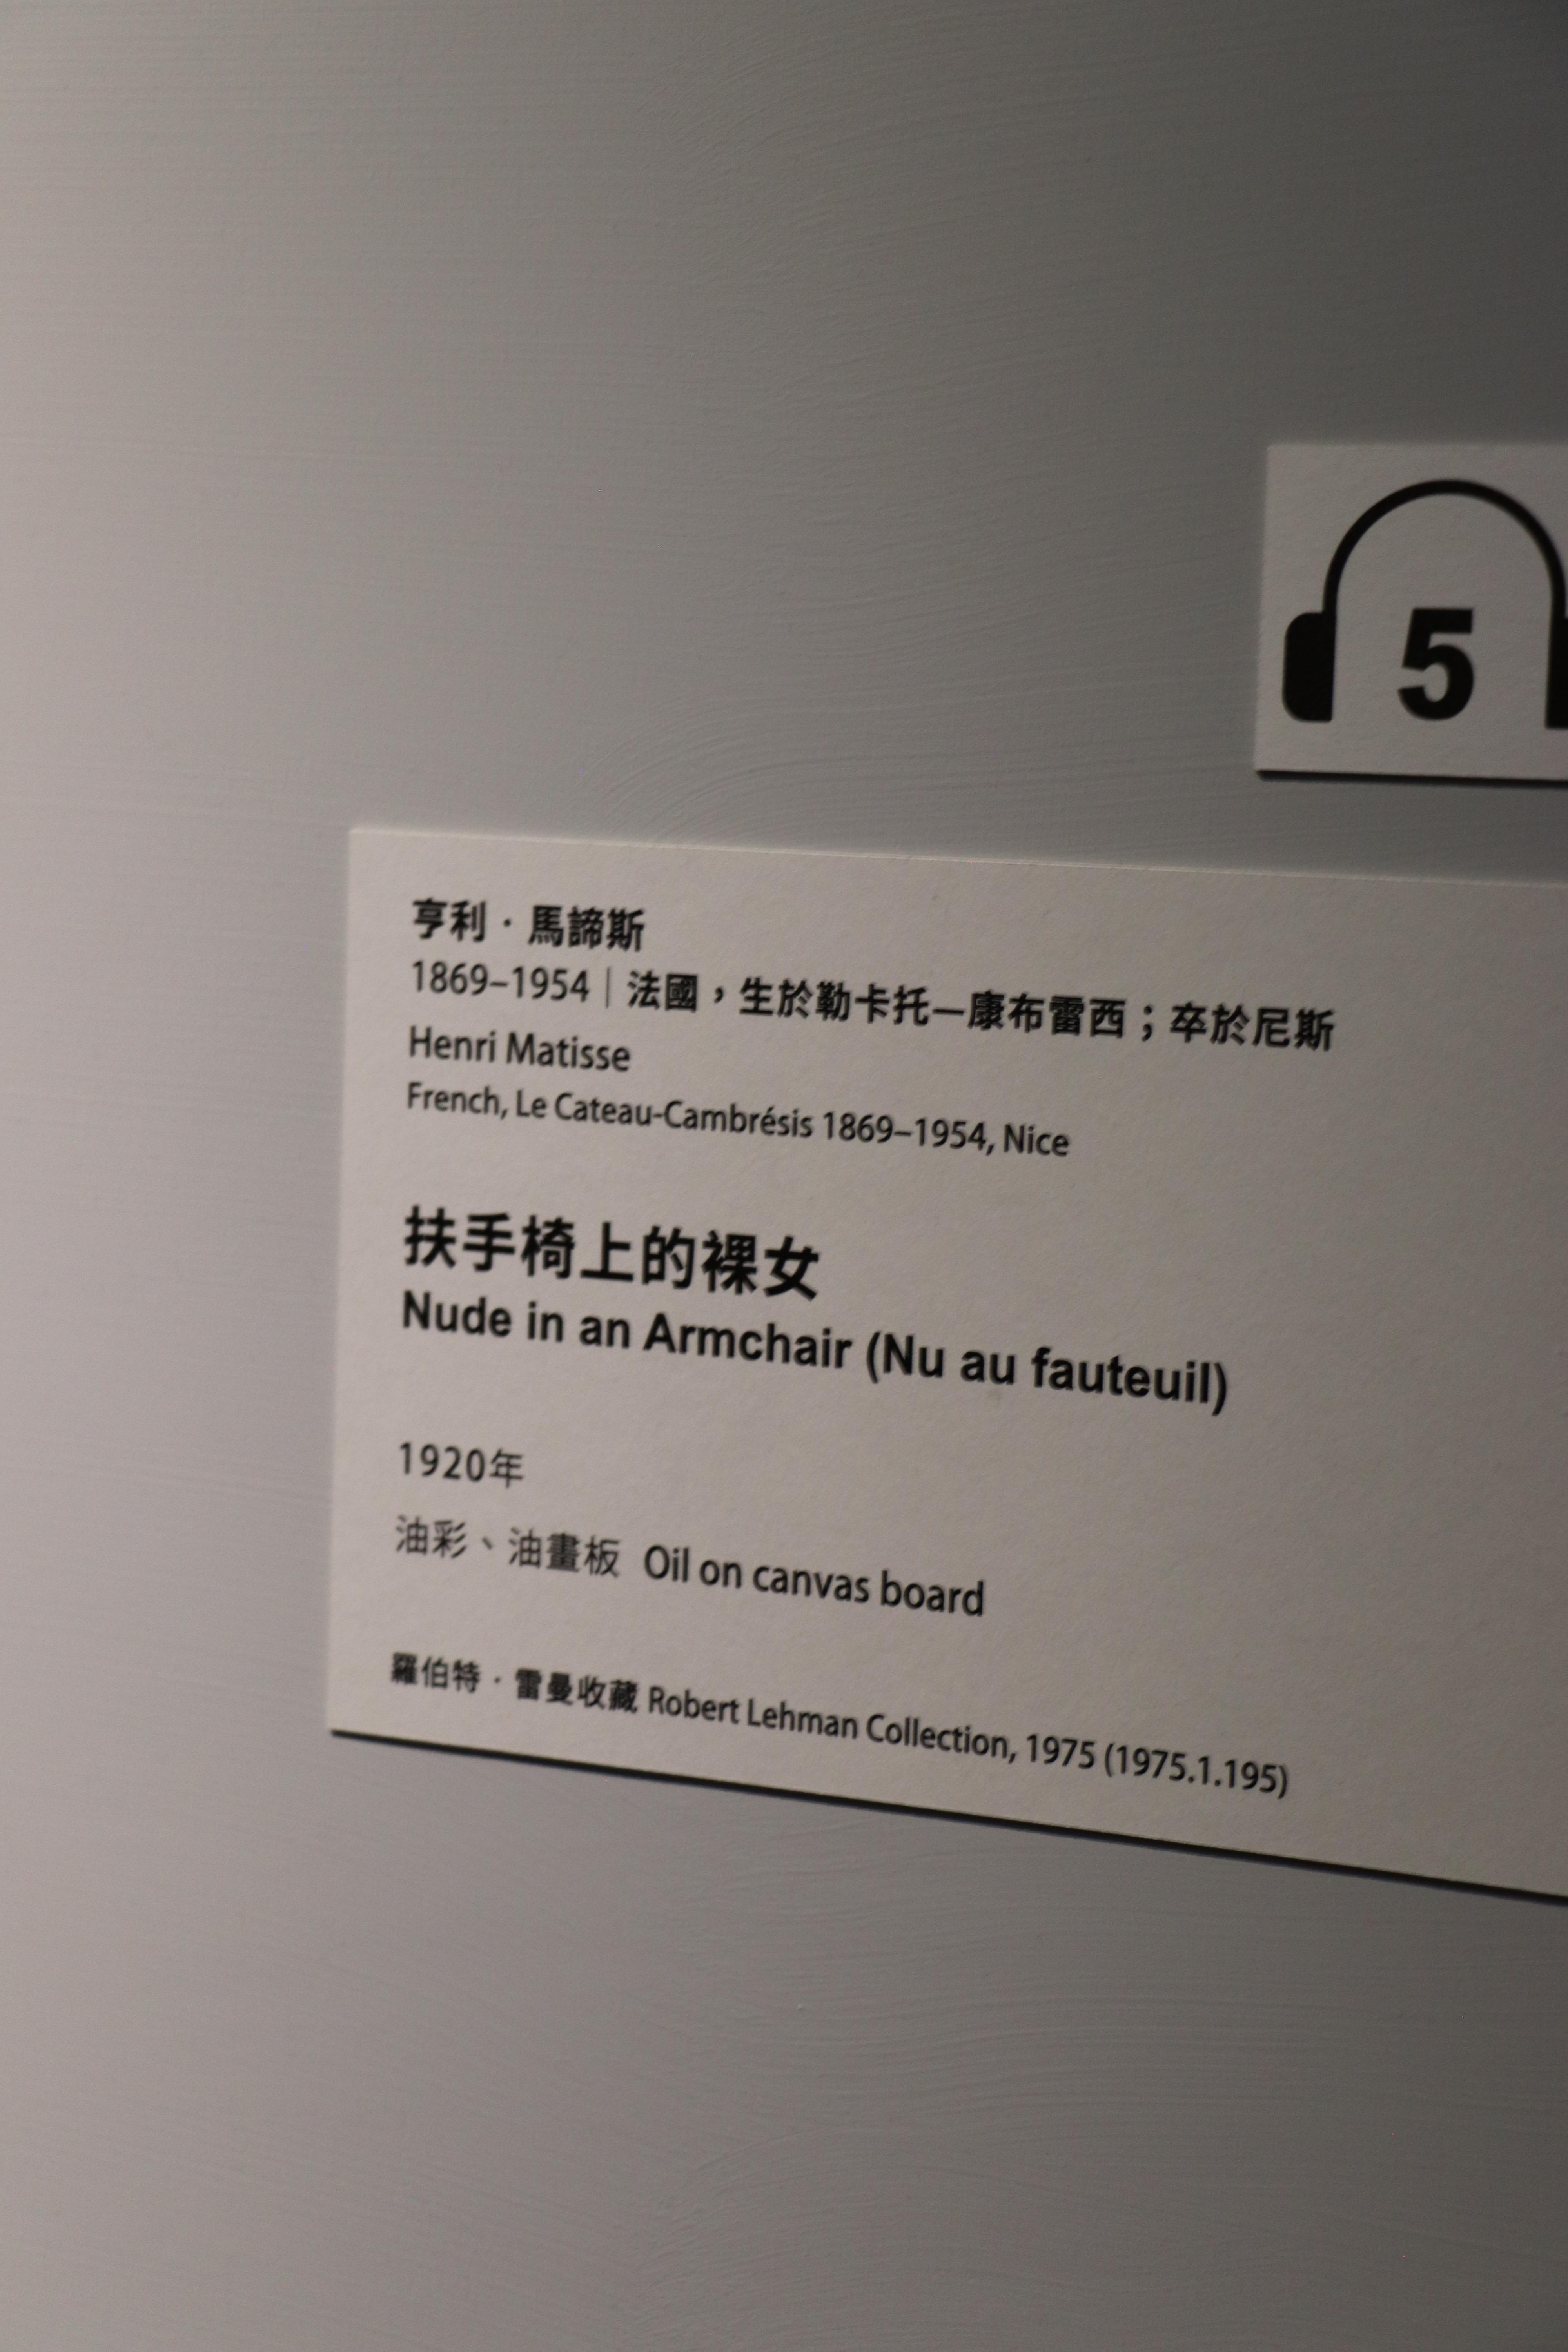 5
亨利・馬諦斯
1869–1954｜法國，生於勒卡托—康布雷西；卒於尼斯
Henri Matisse
French, Le Cateau-Cambrésis 1869–1954, Nice
扶手椅上的裸女
Nude in an Armchair (Nu au fauteuil)
1920年
油彩、油畫板 Oil on canvas board
羅伯特・雷曼收藏 Robert Lehman Collection, 1975 (1975.1.195)